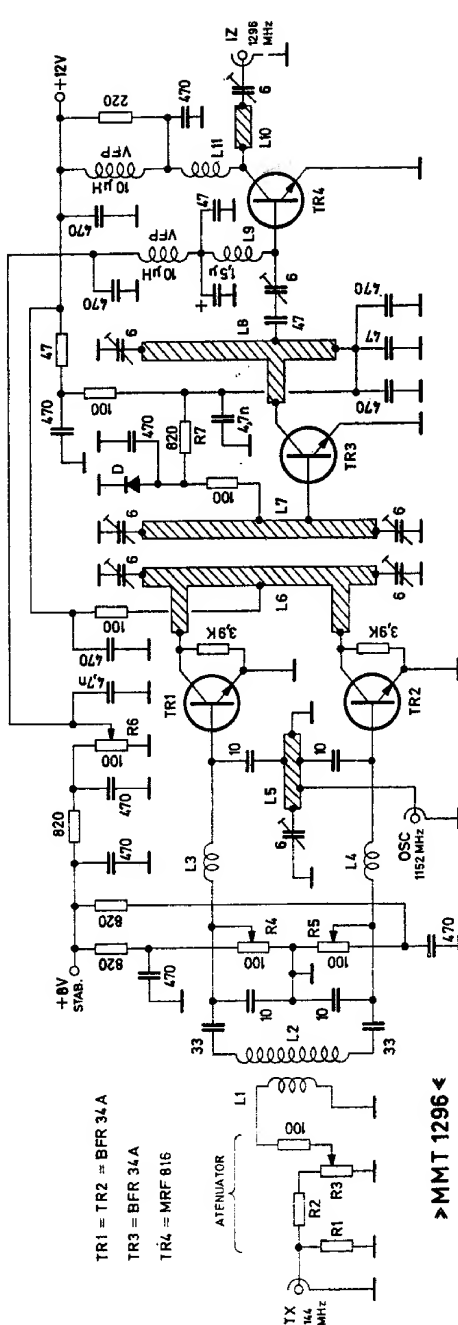 TR1 = TR2 = BFR 34A
TR3 = BFR 34A
TR4 = MRF 816
>MMT 1296<
TX
144
MHz
ATENUATOR
R1
R2
R3
100
L1
L2
33
33
10
10
+8V
STAB.
820
820
820
470
470
470
R4
100
R5
100
470
L3
L4
R6
100
4,7n
470
100
10
10
L5
6
OSC
1152 MHz
TR1
TR2
3,9K
3,9K
L6
6
6
L7
6
6
D
470
100
820
R7
4,7n
100
470
47
TR3
L8
6
470
47
470
47
6
470
10µH
VFP
1,5µ
+
47
L9
470
10µH
VFP
220
470
+12V
L11
TR4
L10
6
IZ
1296
MHz